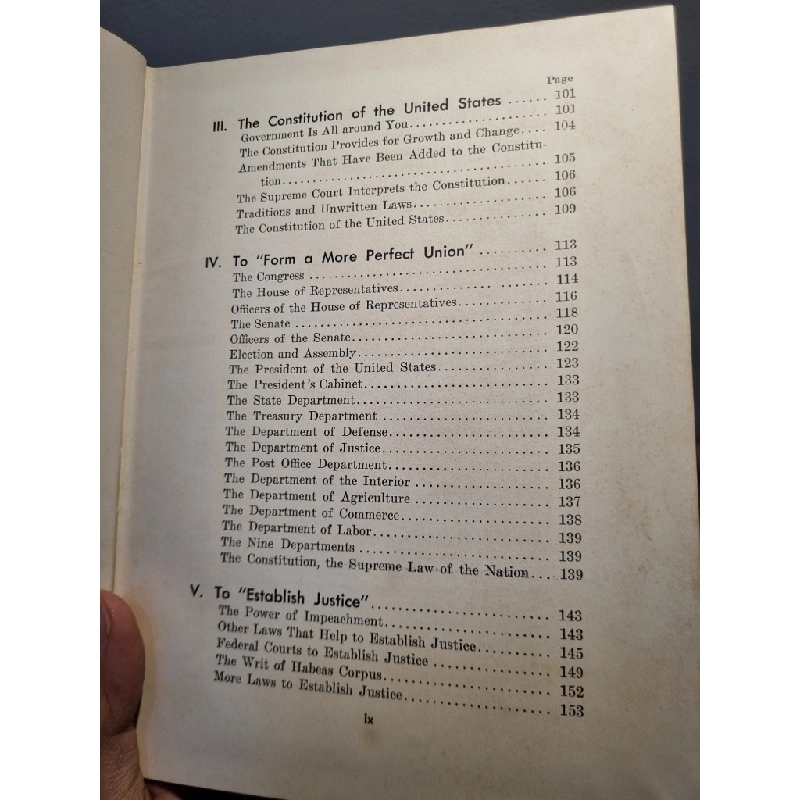 Page
III. The Constitution of the United States ...... 101
Government Is All around You.................... 101
The Constitution Provides for Growth and Change.... 104
Amendments That Have Been Added to the Constitu-
tion........................................ 105
The Supreme Court Interprets the Constitution...... 106
Traditions and Unwritten Laws.................... 106
The Constitution of the United States............... 109
IV. To "Form a More Perfect Union" .......... 113
The Congress .................................... 113
The House of Representatives...................... 114
Officers of the House of Representatives............. 116
The Senate ...................................... 118
Officers of the Senate............................. 120
Election and Assembly............................ 122
The President of the United States................. 123
The President's Cabinet........................... 133
The State Department............................ 133
The Treasury Department ........................ 134
The Department of Defense....................... 134
The Department of Justice........................ 135
The Post Office Department....................... 136
The Department of the Interior ................... 136
The Department of Agriculture ................... 137
The Department of Commerce..................... 138
The Department of Labor......................... 139
The Nine Departments ........................... 139
The Constitution, the Supreme Law of the Nation... 139
V. To "Establish Justice"......................... 143
The Power of Impeachment........................ 143
Other Laws That Help to Establish Justice.......... 145
Federal Courts to Establish Justice ................ 149
The Writ of Habeas Corpus........................ 152
More Laws to Establish Justice..................... 153
ix